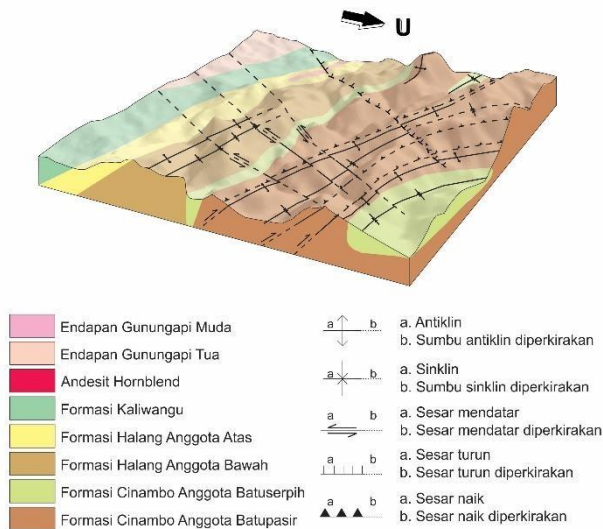 U
Endapan Gunungapi Muda
Endapan Gunungapi Tua
Andesit Hornblend
Formasi Kaliwangu
Formasi Halang Anggota Atas
Formasi Halang Anggota Bawah
Formasi Cinambo Anggota Batuserpih
Formasi Cinambo Anggota Batupasir
a b a. Antiklin
b. Sumbu antiklin diperkirakan
a b a. Sinklin
b. Sumbu sinklin diperkirakan
a b a. Sesar mendatar
b. Sesar mendatar diperkirakan
a b a. Sesar turun
b. Sesar turun diperkirakan
a b a. Sesar naik
b. Sesar naik diperkirakan